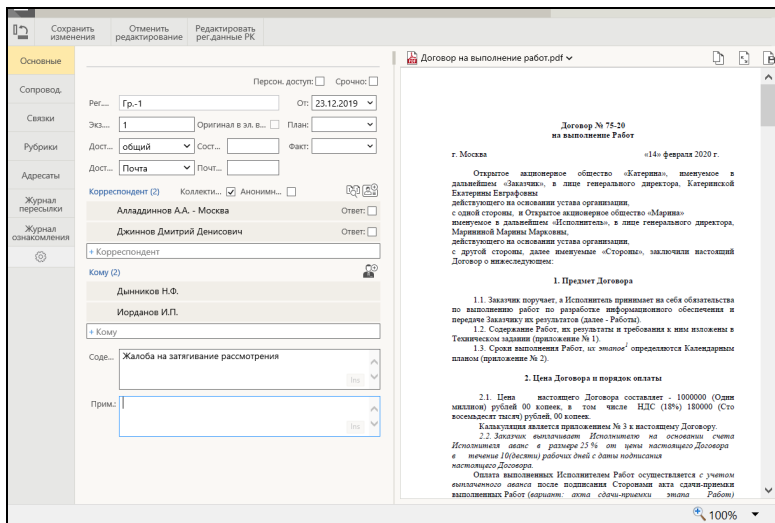 Сохранить изменения
Отменить редактирование
Редактировать рег.данные РК
Основные
Сопровод.
Связки
Рубрики
Адресаты
Журнал пересылки
Журнал ознакомления
Персон. доступ: Срочно:
Рег.... Гр.-1 От: 23.12.2019
Экз.... 1 Оригинал в эл. в... План:
Дост... общий Сост... Факт:
Дост... Почта Почт...
Корреспондент (2) Коллекти... Анонимн...
Алладдиннов А.А. - Москва Ответ:
Джиннов Дмитрий Денисович Ответ:
+ Корреспондент
Кому (2)
Дынников Н.Ф.
Иорданов И.П.
+ Кому
Соде... Жалоба на затягивание рассмотрения
Ins
Прим.:
Ins
Договор на выполнение работ.pdf
Договор № 75-20
на выполнение Работ
г. Москва «14» февраля 2020 г.
Открытое акционерное общество «Катерина», именуемое в
дальнейшем «Заказчик», в лице генерального директора, Катеринской
Екатерины Евграфовны
действующего на основании устава организации,
с одной стороны, и Открытое акционерное общество «Марина»
именуемое в дальнейшем «Исполнитель», в лице генерального директора,
Марининой Марины Марковны,
действующего на основании устава организации,
с другой стороны, далее именуемые «Стороны», заключили настоящий
Договор о нижеследующем:
1. Предмет Договора
1.1. Заказчик поручает, а Исполнитель принимает на себя обязательства
по выполнению работ по разработке информационного обеспечения и
передаче Заказчику их результатов (далее - Работы).
1.2. Содержание Работ, их результаты и требования к ним изложены в
Техническом задании (приложение № 1).
1.3. Сроки выполнения Работ, их этапов1 определяются Календарным
планом (приложение № 2).
2. Цена Договора и порядок оплаты
2.1. Цена настоящего Договора составляет - 1000000 (Один
миллион) рублей 00 копеек, в том числе НДС (18%) 180000 (Сто
восемьдесят тысяч) рублей, 00 копеек.
Калькуляция является приложением № 3 к настоящему Договору.
2.2. Заказчик выплачивает Исполнителю на основании счета
Исполнителя аванс в размере 25 % от цены настоящего Договора
в течение 10(десяти) рабочих дней с даты подписания
настоящего Договора.
Оплата выполненных Исполнителем Работ осуществляется с учетом
выплаченного аванса после подписания Сторонами акта сдачи-приемки
выполненных Работ (вариант: акта сдачи-приемки этапа Работ)
100%